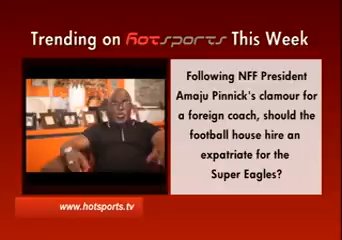 Trending on hotsports This Week
Following NFF President
Amaju Pinnick's clamour for
a foreign coach, should the
football house hire an
expatriate for the
Super Eagles?
www.hotsports.tv